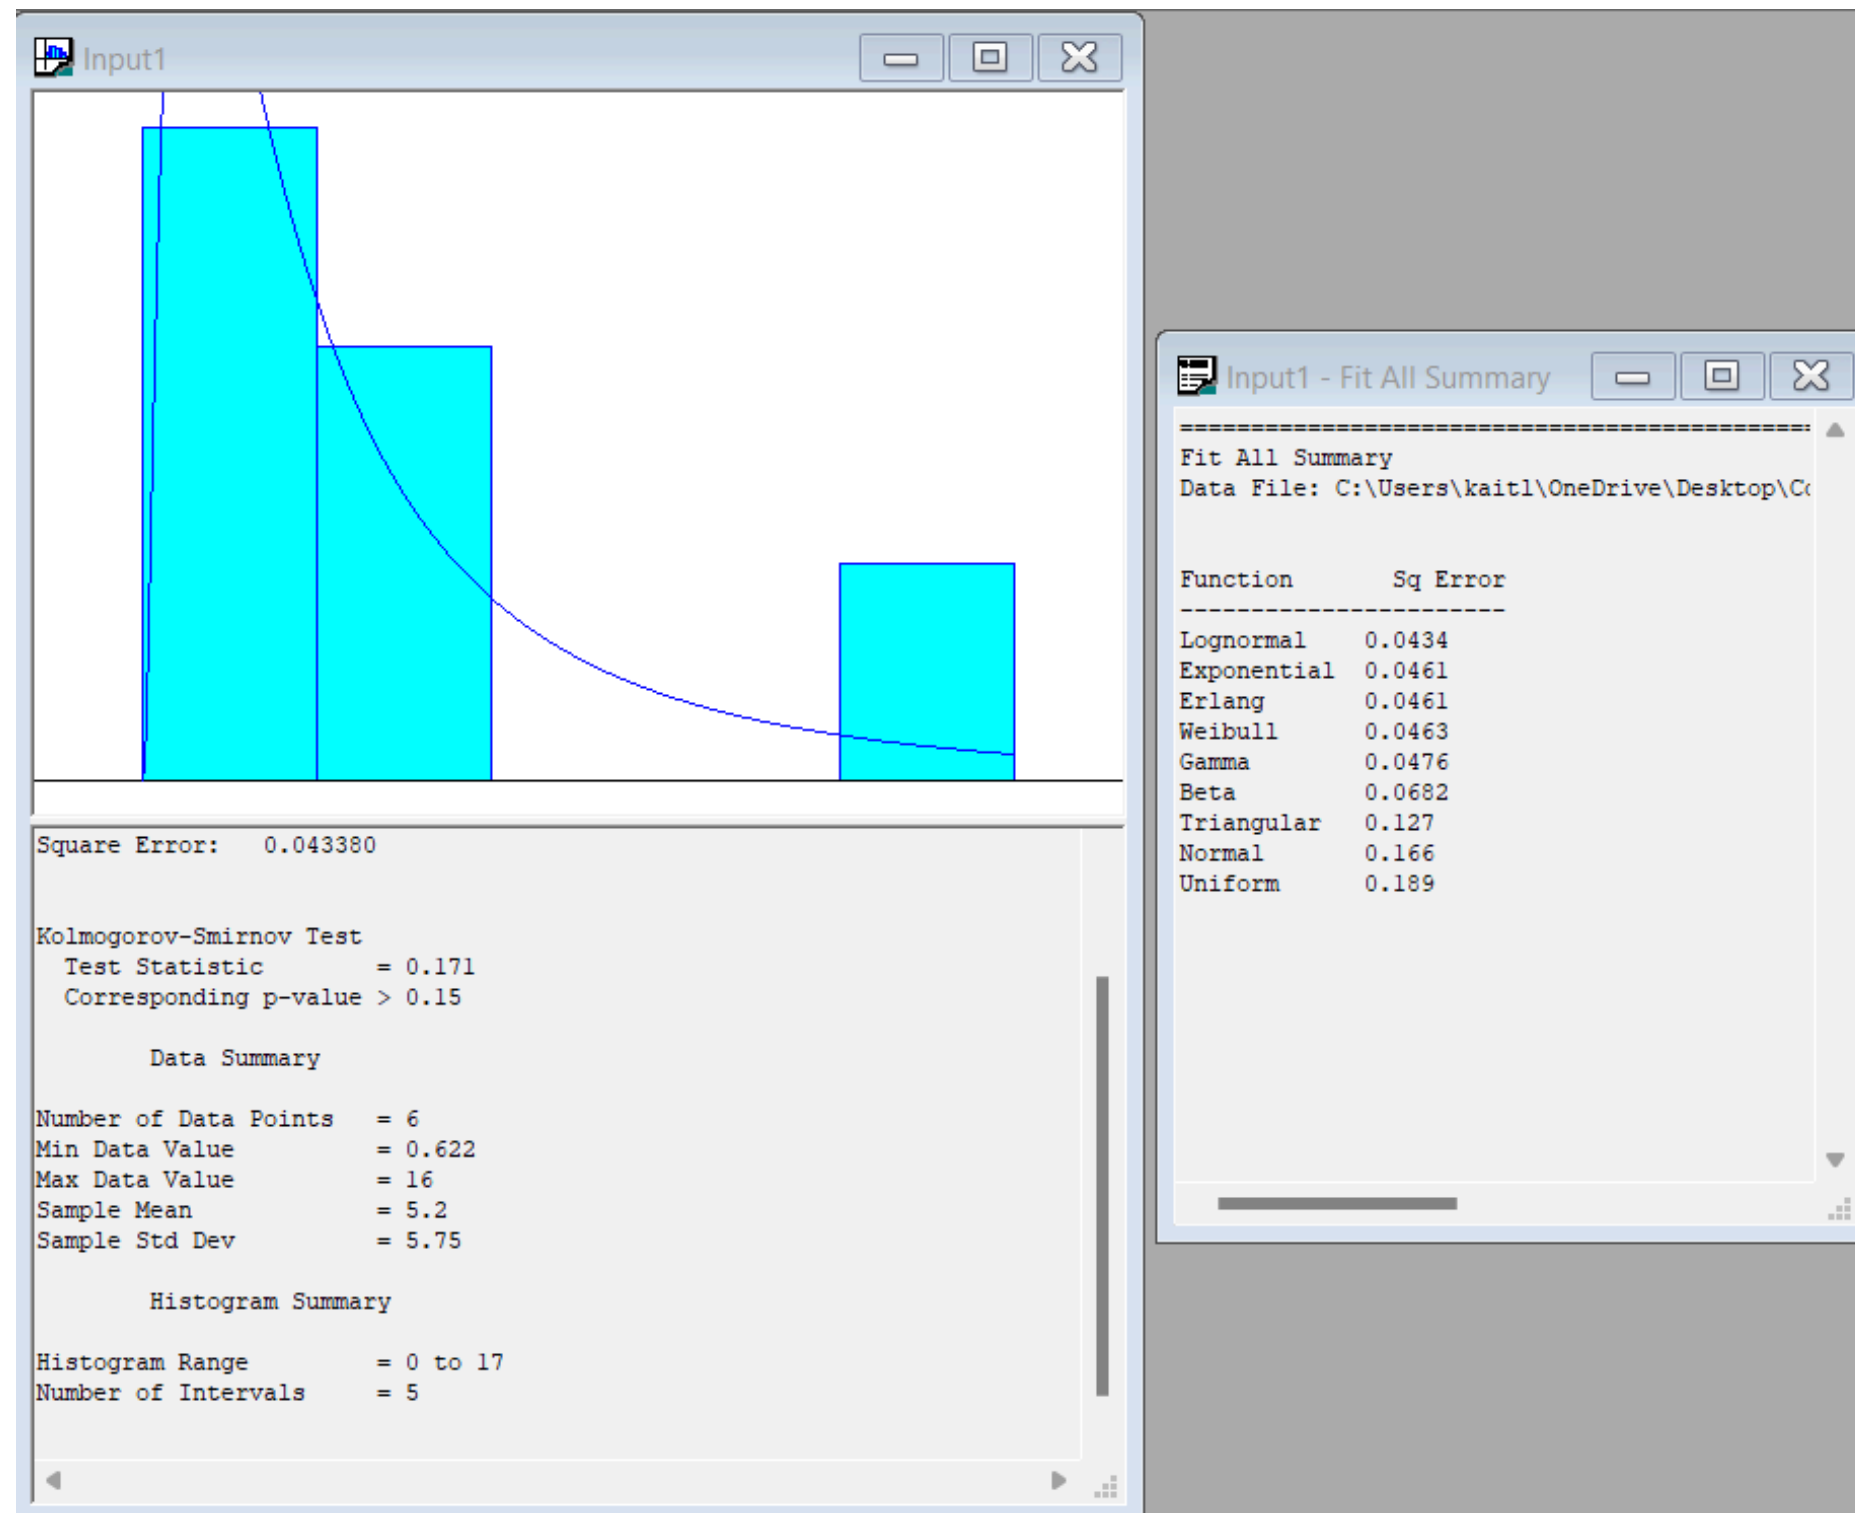 Input1
Square Error:   0.043380
Kolmogorov-Smirnov Test
Test Statistic        = 0.171
Corresponding p-value > 0.15
Data Summary
Number of Data Points   = 6
Min Data Value          = 0.622
Max Data Value          = 16
Sample Mean             = 5.2
Sample Std Dev          = 5.75
Histogram Summary
Histogram Range         = 0 to 17
Number of Intervals     = 5
Input1 - Fit All Summary
==============================================
Fit All Summary
Data File: C:\Users\kaitl\OneDrive\Desktop\
Function       Sq Error
-----------------------
Lognormal    0.0434
Exponential  0.0461
Erlang       0.0461
Weibull      0.0463
Gamma        0.0476
Beta         0.0682
Triangular   0.127
Normal       0.166
Uniform      0.189